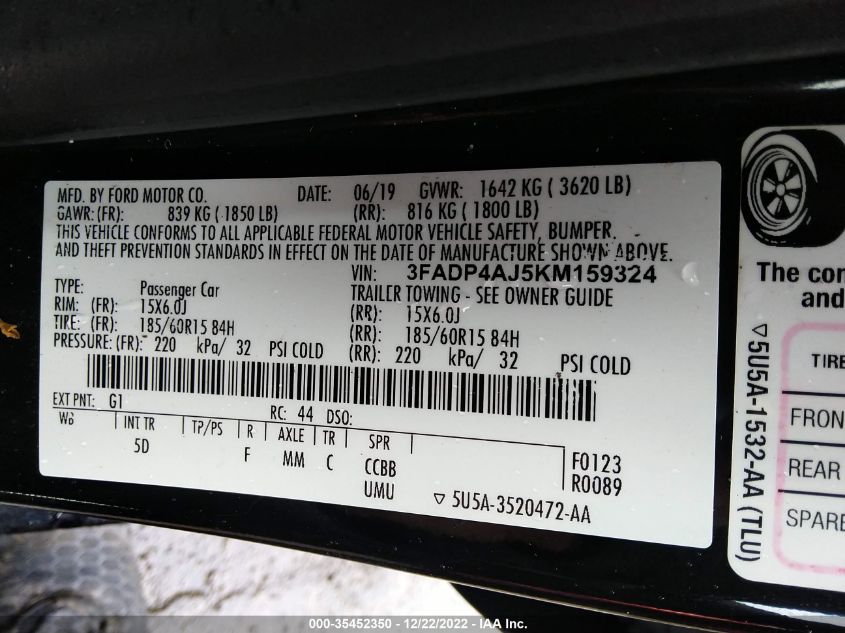 MFD. BY FORD MOTOR CO. DATE: 06/19 GVWR: 1642 KG ( 3620 LB)
GAWR: (FR): 839 KG ( 1850 LB) (RR): 816 KG ( 1800 LB)
THIS VEHICLE CONFORMS TO ALL APPLICABLE FEDERAL MOTOR VEHICLE SAFETY, BUMPER,
AND THEFT PREVENTION STANDARDS IN EFFECT ON THE DATE OF MANUFACTURE SHOWN ABOVE.
VIN: 3FADP4AJ5KM159324
TYPE: Passenger Car TRAILER TOWING - SEE OWNER GUIDE
RIM: (FR): 15X6.0J (RR): 15X6.0J
TIRE: (FR): 185/60R15 84H (RR): 185/60R15 84H
PRESSURE: (FR): 220 kPa/ 32 PSI COLD (RR): 220 kPa/ 32 PSI COLD
EXT PNT: G1 RC: 44 DSO:
WB INT TR TP/PS R AXLE TR SPR
5D F MM C CCBB F0123
UMU R0089
▽ 5U5A-3520472-AA
The con
and
TIRE
FRON
REAR
SPARE
▽ 5U5A-1532-AA (TLU)
000-35452350 - 12/22/2022 - IAA Inc.